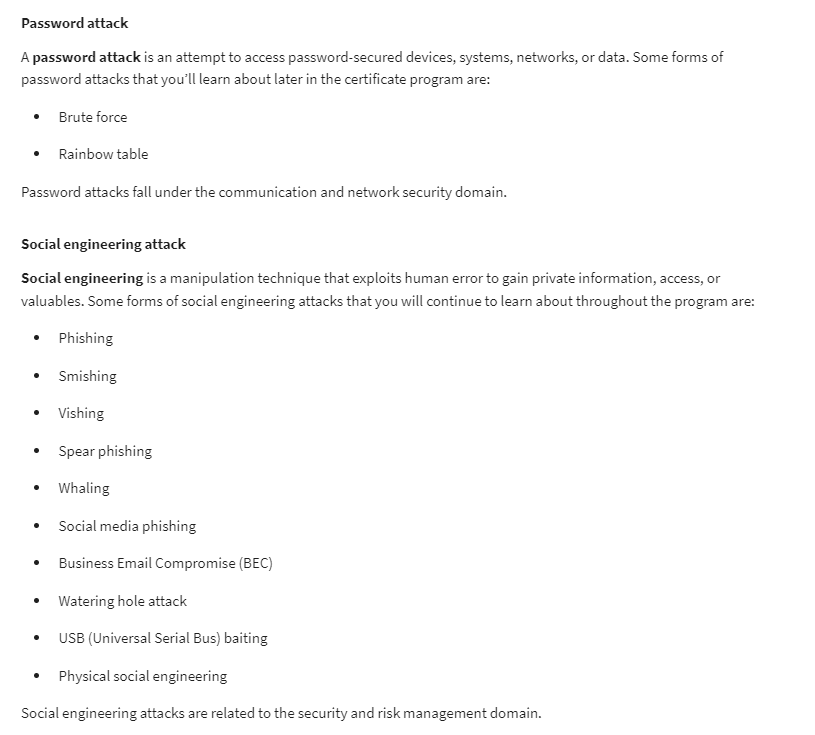 Password attack
A password attack is an attempt to access password-secured devices, systems, networks, or data. Some forms of
password attacks that you’ll learn about later in the certificate program are:
• Brute force
• Rainbow table
Password attacks fall under the communication and network security domain.
Social engineering attack
Social engineering is a manipulation technique that exploits human error to gain private information, access, or
valuables. Some forms of social engineering attacks that you will continue to learn about throughout the program are:
• Phishing
• Smishing
• Vishing
• Spear phishing
• Whaling
• Social media phishing
• Business Email Compromise (BEC)
• Watering hole attack
• USB (Universal Serial Bus) baiting
• Physical social engineering
Social engineering attacks are related to the security and risk management domain.